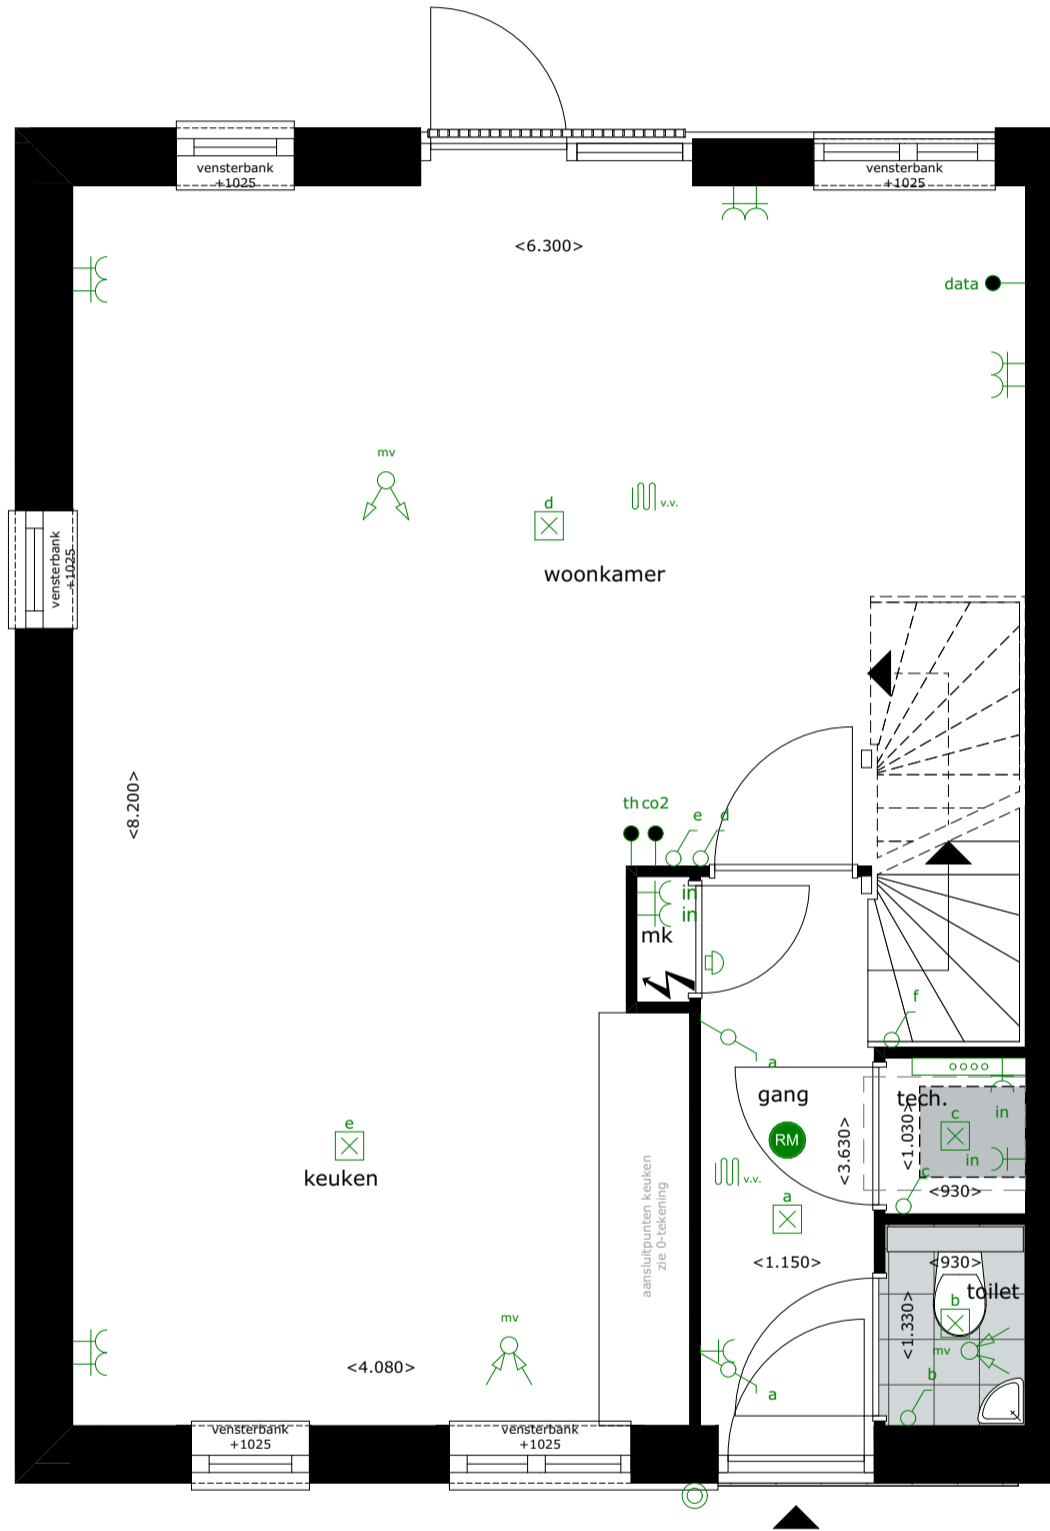 vensterbank
+1025
vensterbank
+1025
<6.300>
data
mv
d
v.v.
vensterbank
+1025
woonkamer
<8.200>
th co2
e
d
in
in
mk
f
a
gang
tech.
c
in
RM
<3.630>
<1.030>
in
c
<930>
e
keuken
aansluitpunten keuken
zie 0-tekening
v.v.
a
<1.150>
<930>
toilet
b
<1.330>
mv
b
mv
<4.080>
a
vensterbank
+1025
vensterbank
+1025